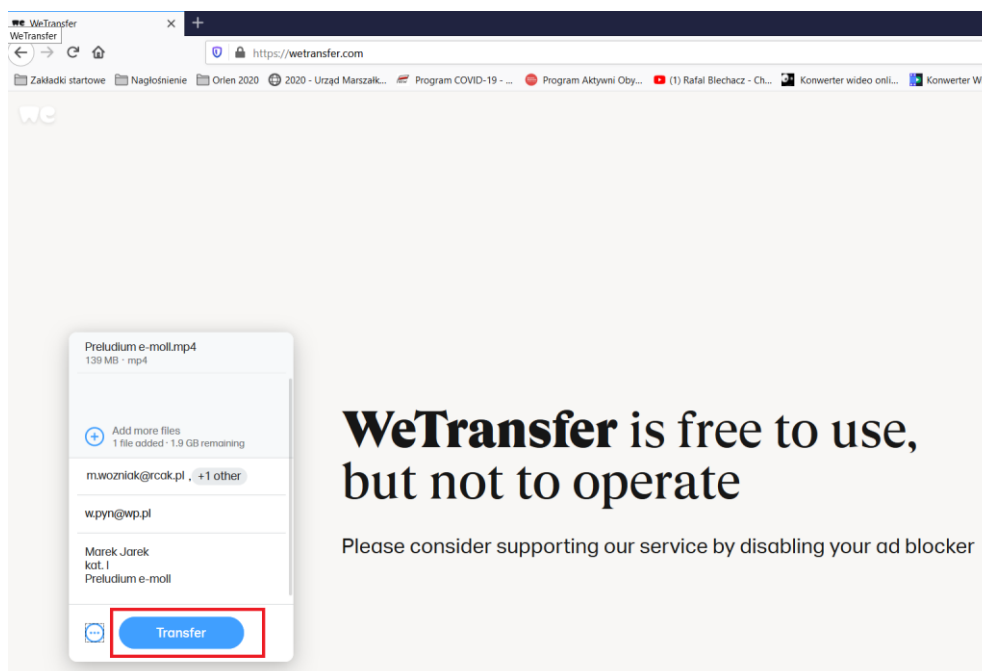 we WeTransfer
WeTransfer
https://wetransfer.com
Zakładki startowe Nagłośnienie Orlen 2020 2020 - Urząd Marszałk... Program COVID-19 - ... Program Aktywni Oby... (1) Rafał Blechacz - Ch... Konwerter wideo onli... Konwerter W
we
Preludium e-moll.mp4
139 MB · mp4
Add more files
1 file added · 1.9 GB remaining
m.wozniak@rcak.pl , +1 other
w.pyn@wp.pl
Marek Jarek
kat. I
Preludium e-moll
Transfer
WeTransfer is free to use,
but not to operate
Please consider supporting our service by disabling your ad blocker